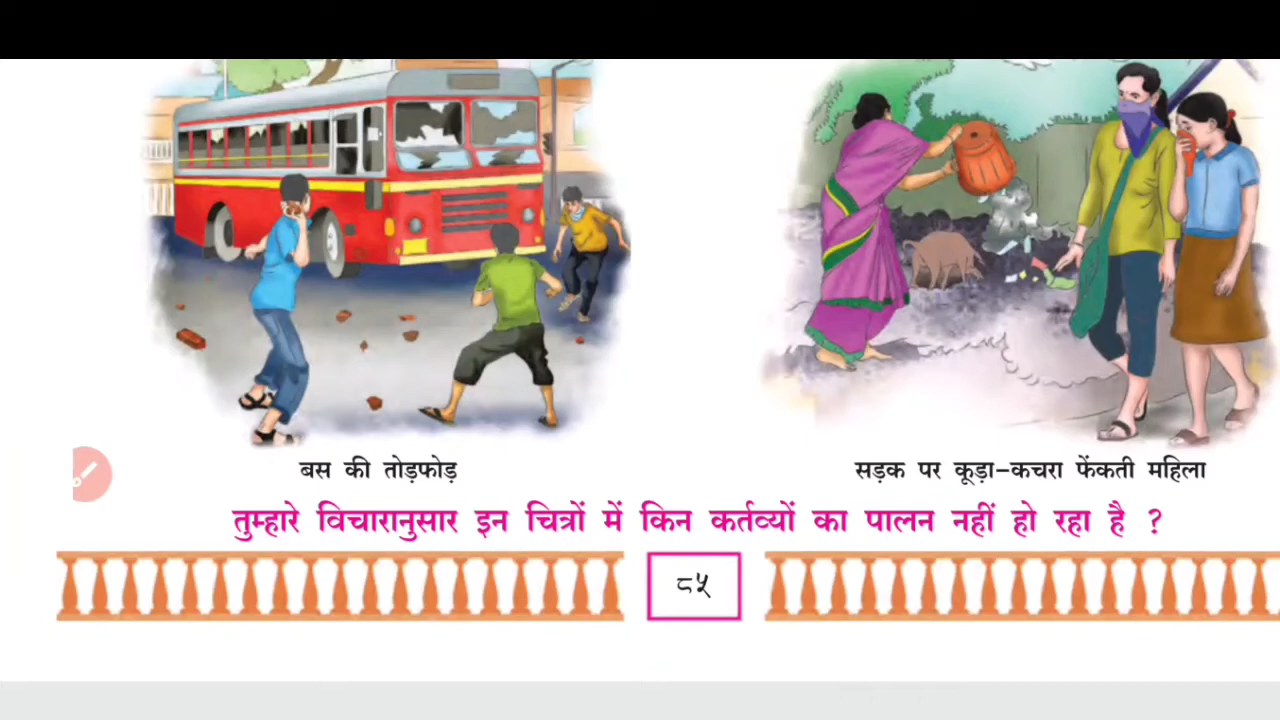 बस की तोड़फोड़
सड़क पर कूड़ा-कचरा फेंकती महिला
तुम्हारे विचारानुसार इन चित्रों में किन कर्तव्यों का पालन नहीं हो रहा है ?
८५